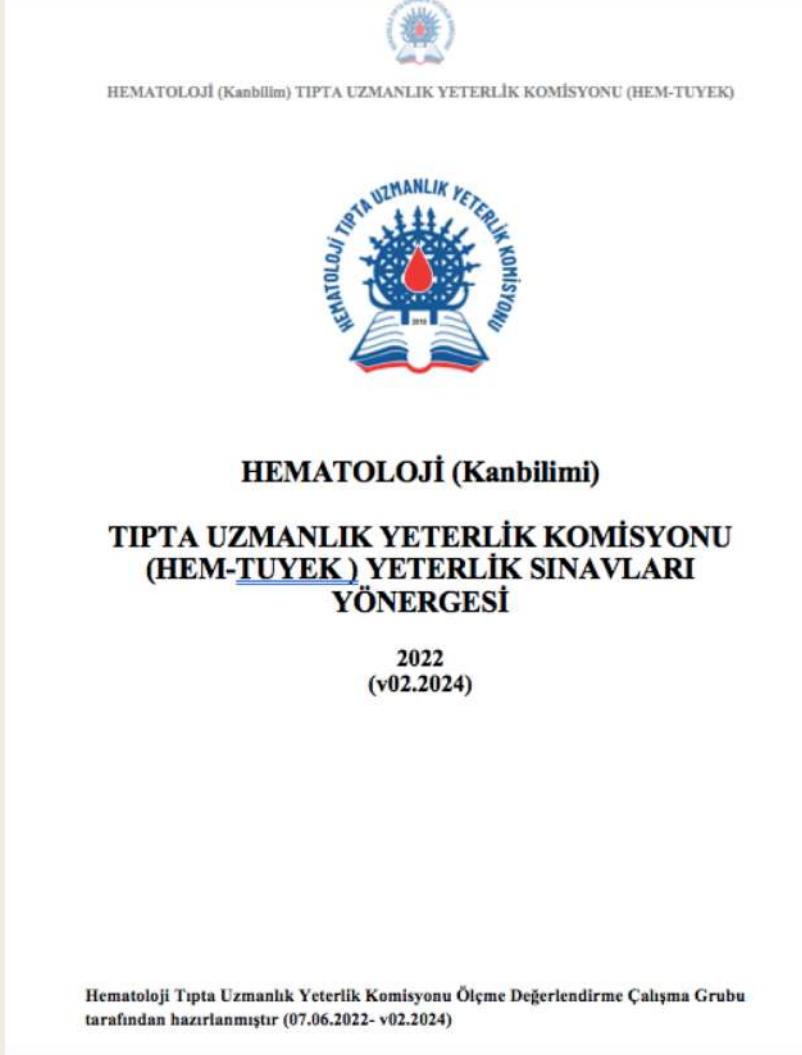 HEMATOLOJİ (Kanbilim) TIPTA UZMANLIK YETERLİK KOMİSYONU (HEM-TUYEK)
HEMATOLOJİ TIPTA UZMANLIK YETERLİK KOMİSYONU
2010
HEMATOLOJİ (Kanbilimi)
TIPTA UZMANLIK YETERLİK KOMİSYONU
(HEM-TUYEK ) YETERLİK SINAVLARI
YÖNERGESİ
2022
(v02.2024)
Hematoloji Tıpta Uzmanlık Yeterlik Komisyonu Ölçme Değerlendirme Çalışma Grubu
tarafından hazırlanmıştır (07.06.2022- v02.2024)